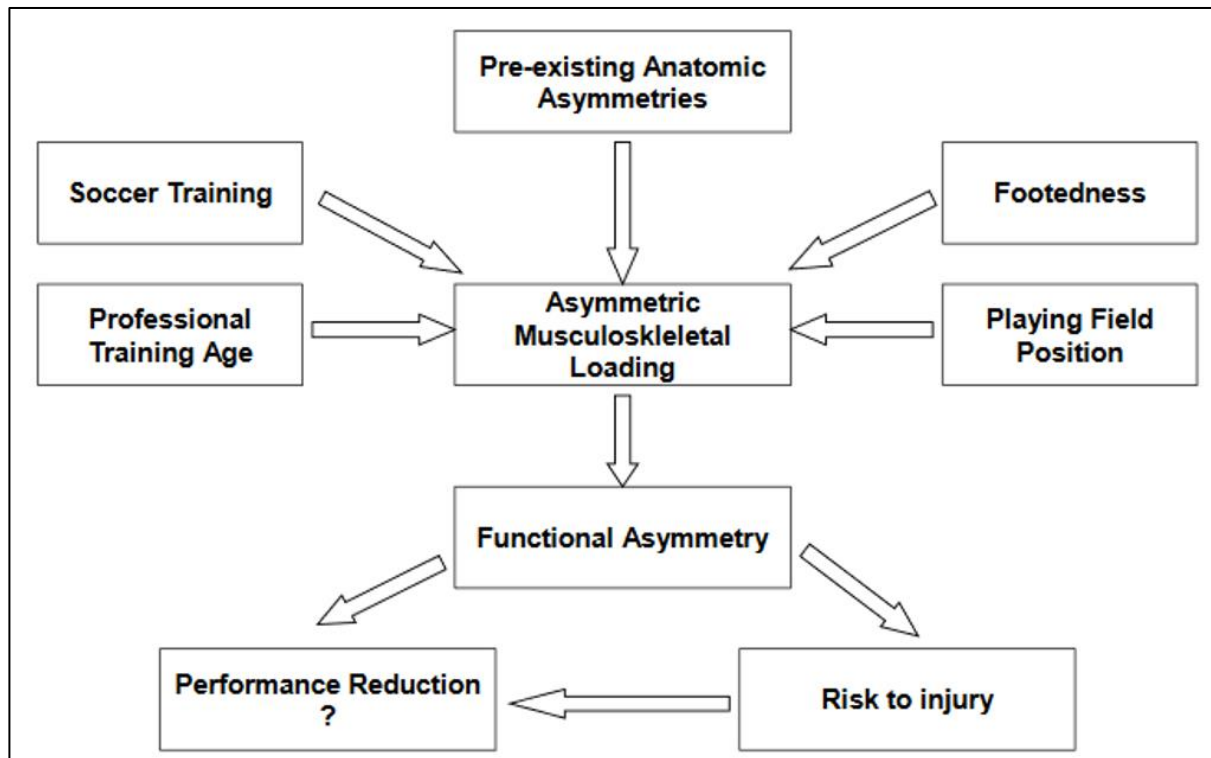 Pre-existing Anatomic
Asymmetries
Soccer Training
Footedness
Professional
Training Age
Asymmetric
Musculoskleletal
Loading
Playing Field
Position
Functional Asymmetry
Performance Reduction
?
Risk to injury